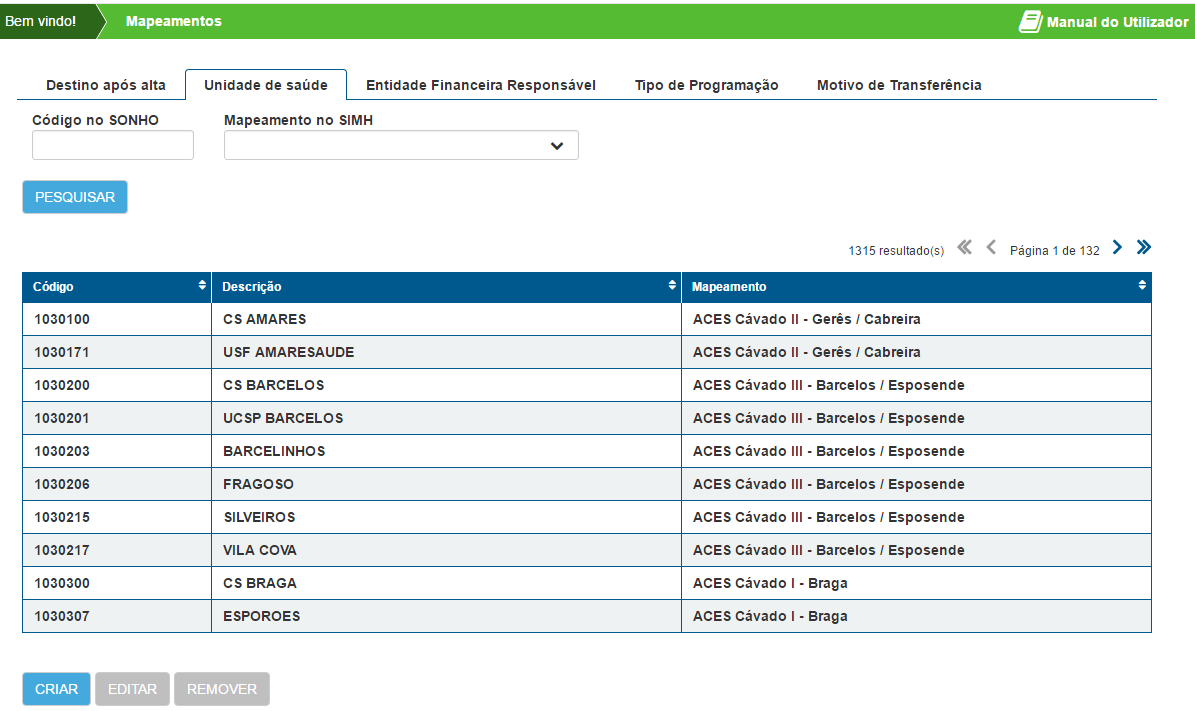 Bem vindo! Mapeamentos Manual do Utilizador
Destino após alta Unidade de saúde Entidade Financeira Responsável Tipo de Programação Motivo de Transferência
Código no SONHO Mapeamento no SIMH
PESQUISAR
1315 resultado(s) Página 1 de 132
Código Descrição Mapeamento
1030100 CS AMARES ACES Cávado II - Gerês / Cabreira
1030171 USF AMARESAUDE ACES Cávado II - Gerês / Cabreira
1030200 CS BARCELOS ACES Cávado III - Barcelos / Esposende
1030201 UCSP BARCELOS ACES Cávado III - Barcelos / Esposende
1030203 BARCELINHOS ACES Cávado III - Barcelos / Esposende
1030206 FRAGOSO ACES Cávado III - Barcelos / Esposende
1030215 SILVEIROS ACES Cávado III - Barcelos / Esposende
1030217 VILA COVA ACES Cávado III - Barcelos / Esposende
1030300 CS BRAGA ACES Cávado I - Braga
1030307 ESPOROES ACES Cávado I - Braga
CRIAR EDITAR REMOVER